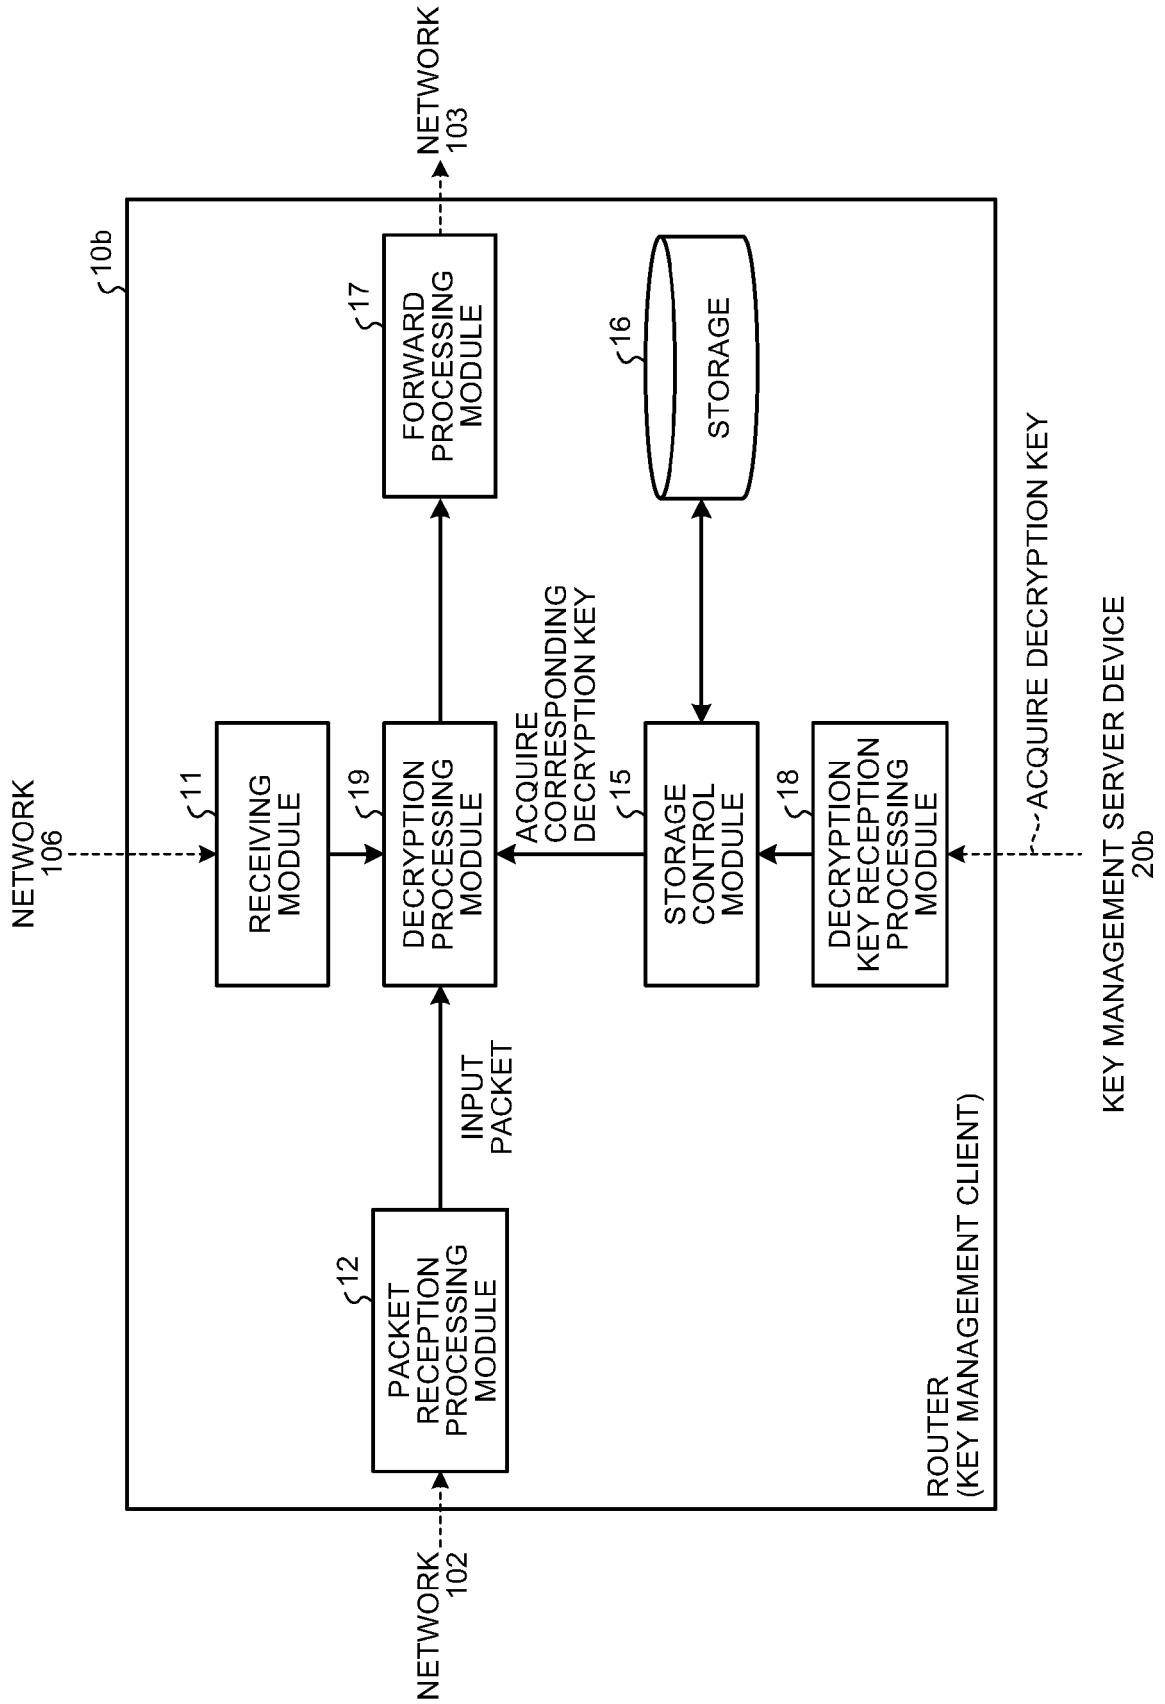 NETWORK
106
10b
11
RECEIVING
MODULE
12
PACKET
RECEPTION
PROCESSING
MODULE
NETWORK
102
INPUT
PACKET
19
DECRYPTION
PROCESSING
MODULE
17
FORWARD
PROCESSING
MODULE
NETWORK
103
ACQUIRE
CORRESPONDING
DECRYPTION KEY
15
STORAGE
CONTROL
MODULE
16
STORAGE
18
DECRYPTION
KEY RECEPTION
PROCESSING
MODULE
ROUTER
(KEY MANAGEMENT CLIENT)
ACQUIRE DECRYPTION KEY
KEY MANAGEMENT SERVER DEVICE
20b